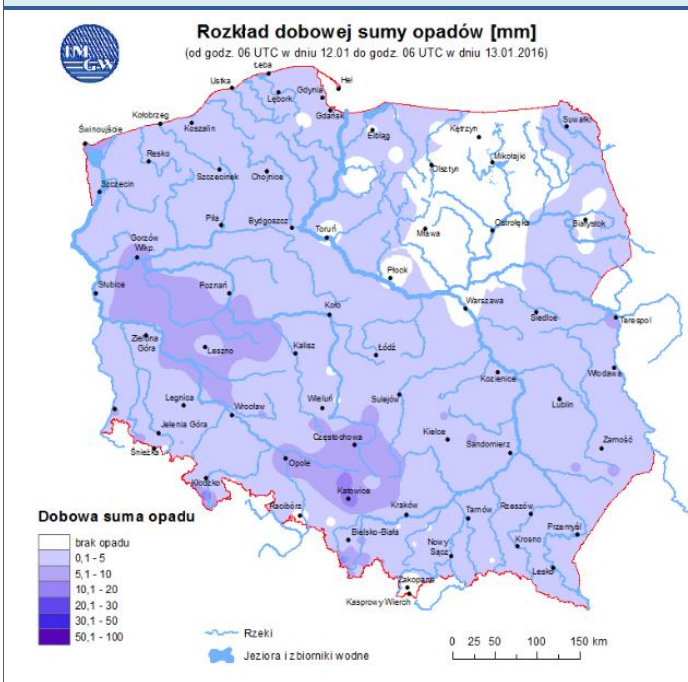 IM
GW
Rozkład dobowej sumy opadów [mm]
(od godz. 06 UTC w dniu 12.01 do godz. 06 UTC w dniu 13.01.2016)
Łeba
Hel
Ustka
Gdynia
Lębork
Gdańsk
Suwałki
Kołobrzeg
Koszalin
Elbląg
Kętrzyn
Świnoujście
Resko
Mikołajki
Olsztyn
Szczecinek
Chojnice
Szczecin
Piła
Bydgoszcz
Toruń
Mława
Ostrołęka
Białystok
Gorzów
Wlkp.
Płock
Słubice
Poznań
Koło
Warszawa
Siedlce
Terespol
Zielona
Góra
Leszno
Kalisz
Łódź
Kozienice
Włodawa
Legnica
Wieluń
Sulejów
Lublin
Wrocław
Jelenia Góra
Częstochowa
Kielce
Sandomierz
Zamość
Śnieżka
Opole
Kłodzko
Katowice
Racibórz
Kraków
Tarnów
Rzeszów
Bielsko-Biała
Nowy
Sącz
Krosno
Przemyśl
Lesko
Zakopane
Kasprowy Wierch
Dobowa suma opadu
brak opadu
0,1 - 5
5,1 - 10
10,1 - 20
20,1 - 30
30,1 - 50
50,1 - 100
Rzeki
Jeziora i zbiorniki wodne
0 25 50 100 150 km